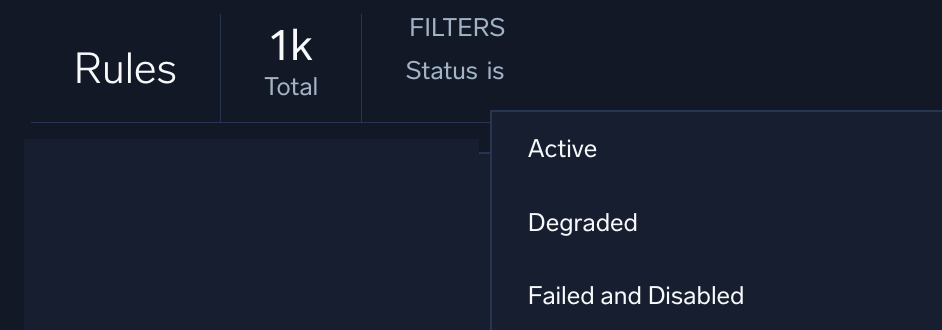 Rules
1k
Total
FILTERS
Status is
Active
Degraded
Failed and Disabled